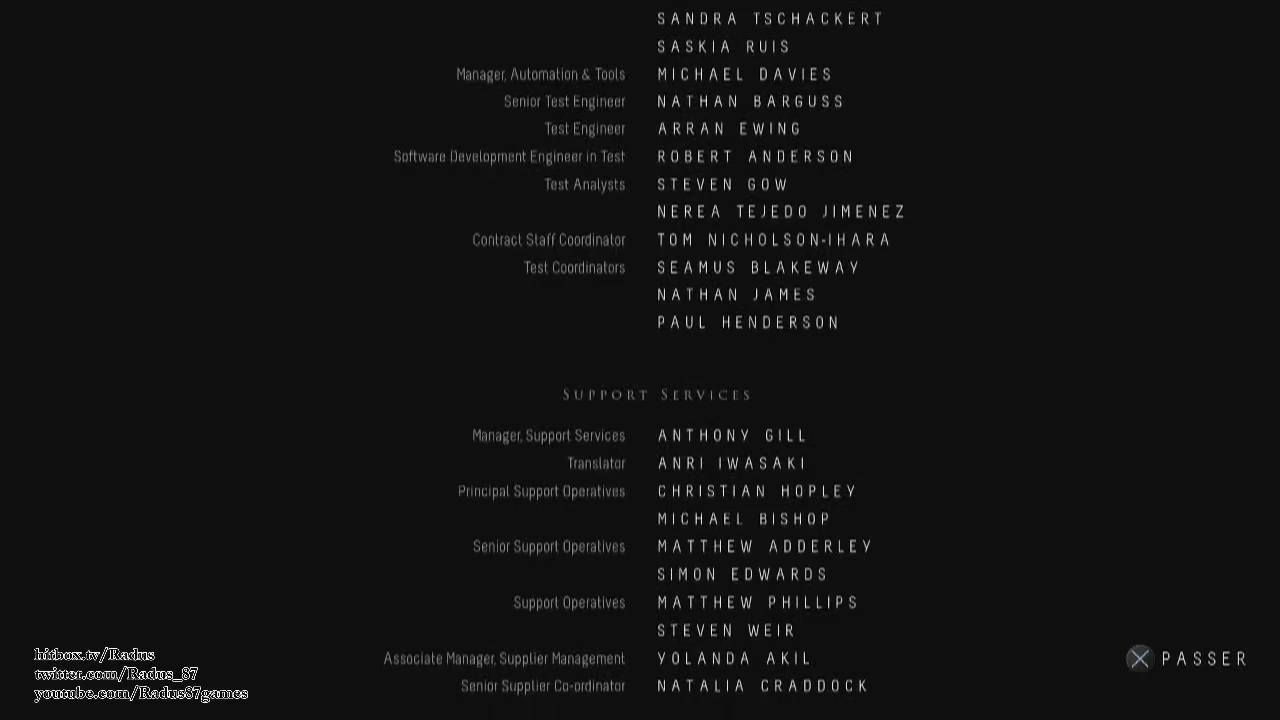 SANDRA TSCHACKERT
SASKIA RUIS
Manager, Automation & Tools MICHAEL DAVIES
Senior Test Engineer NATHAN BARGUSS
Test Engineer ARRAN EWING
Software Development Engineer in Test ROBERT ANDERSON
Test Analysts STEVEN GOW
NEREA TEJEDO JIMENEZ
Contract Staff Coordinator TOM NICHOLSON-IHARA
Test Coordinators SEAMUS BLAKEWAY
NATHAN JAMES
PAUL HENDERSON
SUPPORT SERVICES
Manager, Support Services ANTHONY GILL
Translator ANRI IWASAKI
Principal Support Operatives CHRISTIAN HOPLEY
MICHAEL BISHOP
Senior Support Operatives MATTHEW ADDERLEY
SIMON EDWARDS
Support Operatives MATTHEW PHILLIPS
STEVEN WEIR
Associate Manager, Supplier Management YOLANDA AKIL
Senior Supplier Co-ordinator NATALIA CRADDOCK
hitbox.tv/Radus
twitter.com/Radus_87
youtube.com/Radus87games
PASSER